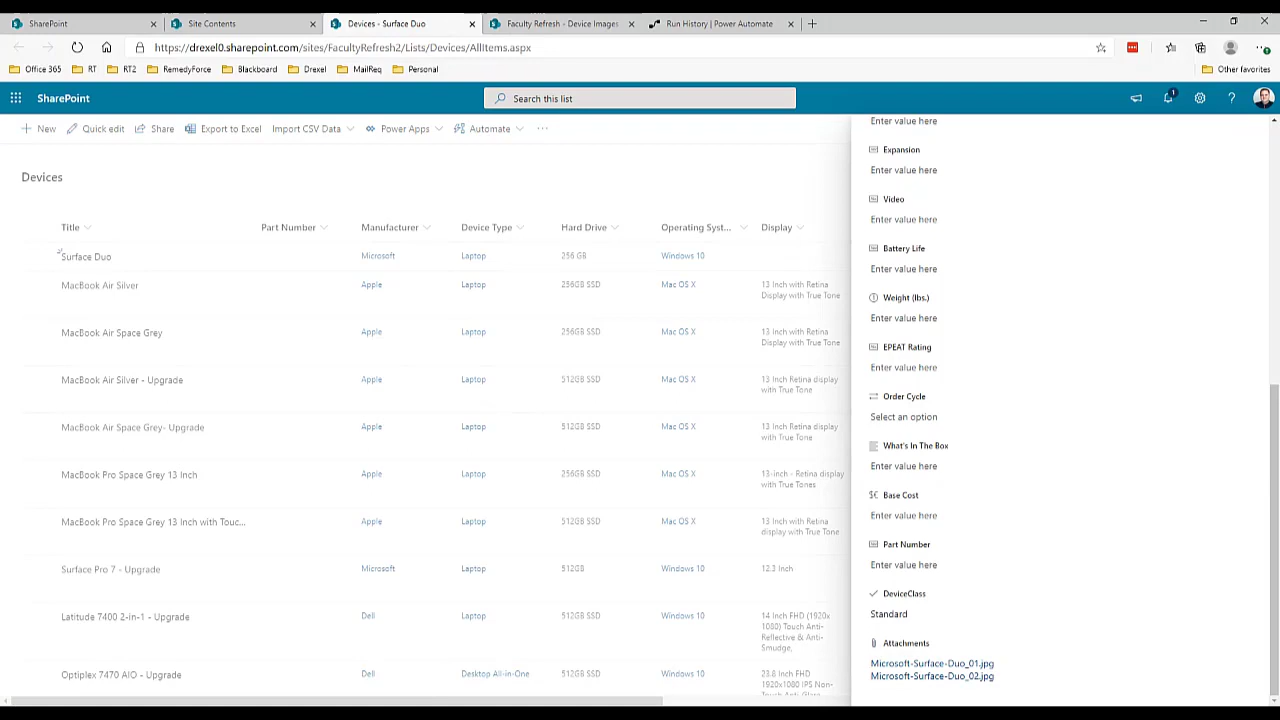 SharePoint
Site Contents
Devices - Surface Duo
Faculty Refresh - Device Images
Run History | Power Automate
https://drexel0.sharepoint.com/sites/FacultyRefresh2/Lists/Devices/AllItems.aspx
Office 365
RT
RT2
RemedyForce
Blackboard
Drexel
MailReq
Personal
Other favorites
SharePoint
Search this list
1
New
Quick edit
Share
Export to Excel
Import CSV Data
Power Apps
Automate
Devices
Title
Part Number
Manufacturer
Device Type
Hard Drive
Operating Syst...
Display
Surface Duo
Microsoft
Laptop
256 GB
Windows 10
MacBook Air Silver
Apple
Laptop
256GB SSD
Mac OS X
13 Inch with Retina
Display with True Tone
MacBook Air Space Grey
Apple
Laptop
256GB SSD
Mac OS X
13 Inch with Retina
Display with True Tone
MacBook Air Silver - Upgrade
Apple
Laptop
512GB SSD
Mac OS X
13 Inch Retina display
with True Tone
MacBook Air Space Grey- Upgrade
Apple
Laptop
512GB SSD
Mac OS X
13 Inch Retina display
with True Tone
MacBook Pro Space Grey 13 Inch
Apple
Laptop
256GB SSD
Mac OS X
13-inch - Retina display
with True Tones
MacBook Pro Space Grey 13 Inch with Touc...
Apple
Laptop
512GB SSD
Mac OS X
13 Inch with Retina
display with True Tone
Surface Pro 7 - Upgrade
Microsoft
Laptop
512GB
Windows 10
12.3 Inch
Latitude 7400 2-in-1 - Upgrade
Dell
Laptop
512GB SSD
Windows 10
14 Inch FHD (1920x
1080) Touch Anti-
Reflective & Anti-
Smudge,
Optiplex 7470 AIO - Upgrade
Dell
Desktop All-in-One
512GB SSD
Windows 10
23.8 Inch FHD
1920x1080 IPS Non-
Touch Anti-Glare
Enter value here
Expansion
Enter value here
Video
Enter value here
Battery Life
Enter value here
Weight (lbs.)
Enter value here
EPEAT Rating
Enter value here
Order Cycle
Select an option
What's In The Box
Enter value here
Base Cost
Enter value here
Part Number
Enter value here
DeviceClass
Standard
Attachments
Microsoft-Surface-Duo_01.jpg
Microsoft-Surface-Duo_02.jpg